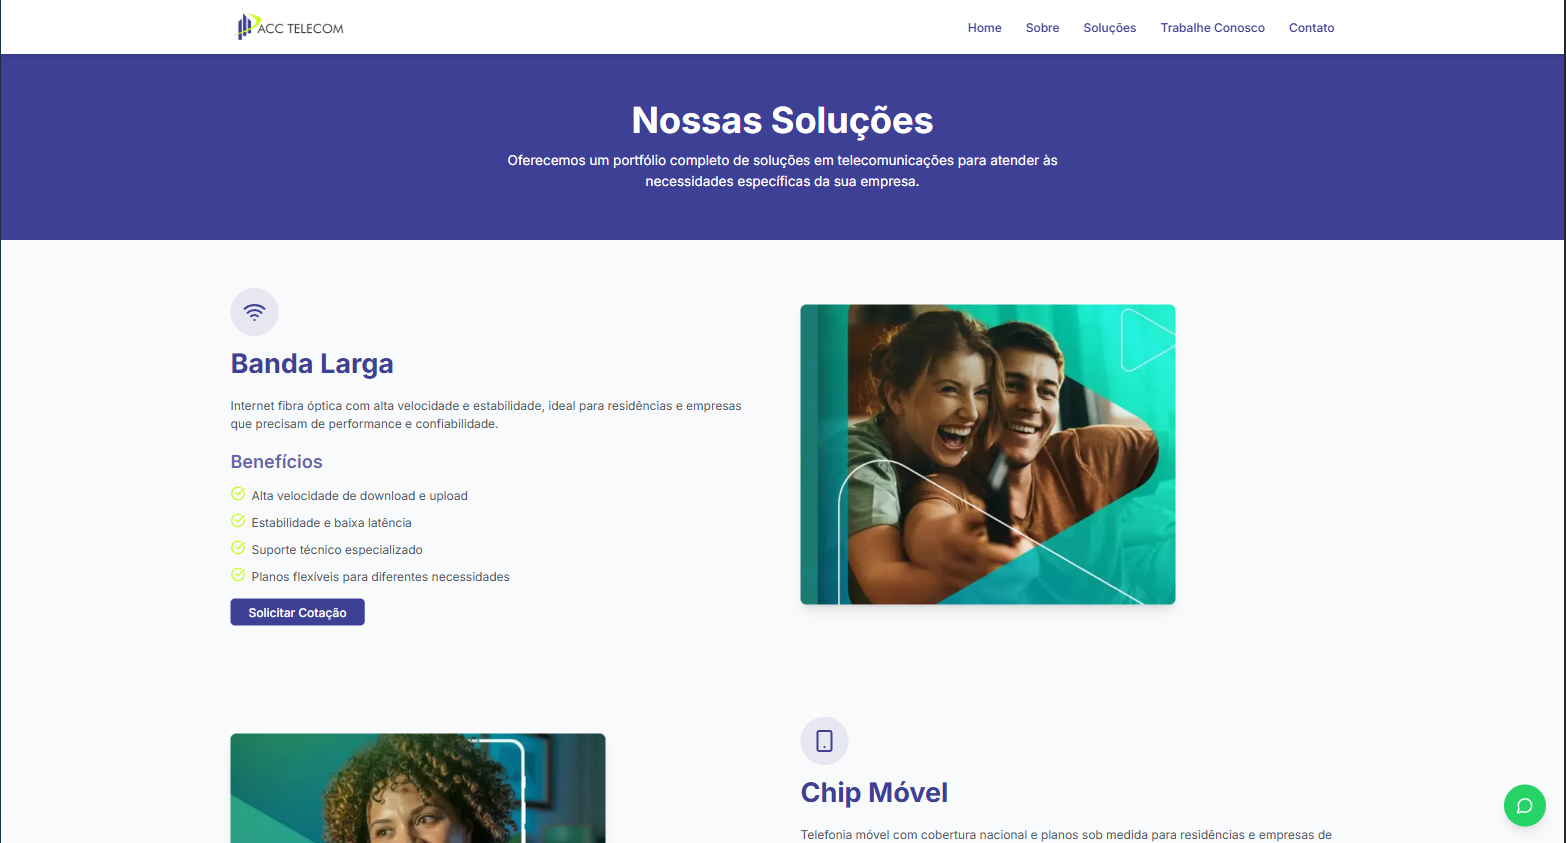 ACC TELECOM
Home
Sobre
Soluções
Trabalhe Conosco
Contato
Nossas Soluções
Oferecemos um portfólio completo de soluções em telecomunicações para atender às
necessidades específicas da sua empresa.
Banda Larga
Internet fibra óptica com alta velocidade e estabilidade, ideal para residências e empresas
que precisam de performance e confiabilidade.
Benefícios
Alta velocidade de download e upload
Estabilidade e baixa latência
Suporte técnico especializado
Planos flexíveis para diferentes necessidades
Solicitar Cotação
Chip Móvel
Telefonia móvel com cobertura nacional e planos sob medida para residências e empresas de